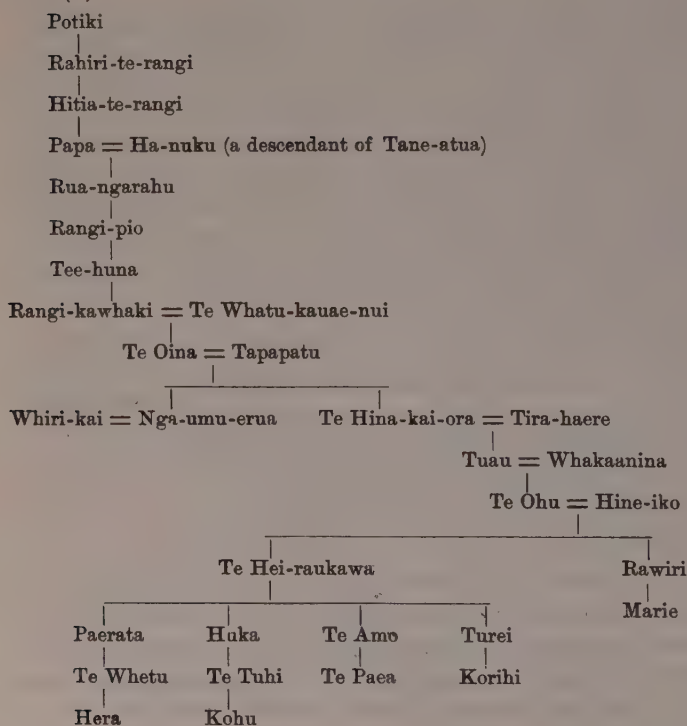 Potiki
Rahiri-te-rangi
Hitia-te-rangi
Papa = Ha-nuku (a descendant of Tane-atua)
Rua-ngarahu
Rangi-pio
Tee-huna
Rangi-kawhaki = Te Whatu-kauae-nui
Te Oina = Tapapatu
Whiri-kai = Nga-umu-erua Te Hina-kai-ora = Tira-haere
Tuau = Whakaanina
Te Ohu = Hine-iko
Te Hei-raukawa Rawiri
Marie
Paerata Huka Te Amo Turei
Te Whetu Te Tuhi Te Paea Korihi
Hera Kohu